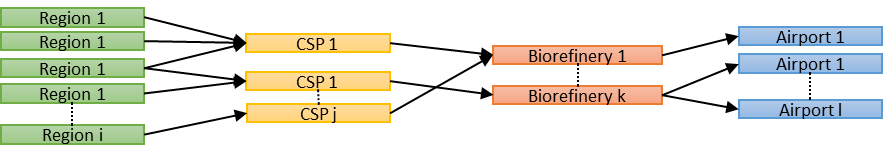 Region 1
Region 1
Region 1
Region 1
Region i
CSP 1
CSP 1
CSP j
Biorefinery 1
Biorefinery k
Airport 1
Airport 1
Airport l